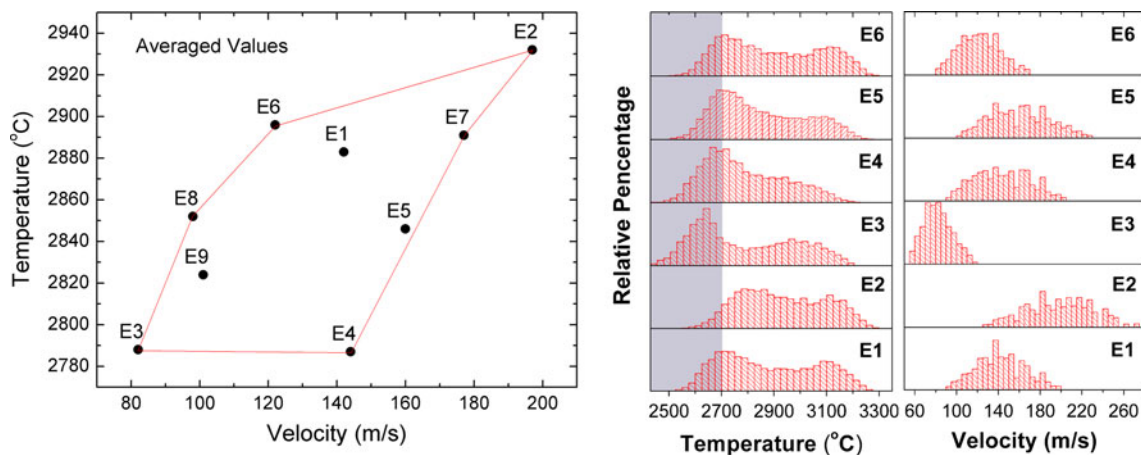 Averaged Values
E2
E6
E7
E1
E8
E5
E9
E3
E4
2940
2920
2900
2880
2860
2840
2820
2800
2780
Temperature (°C)
80 100 120 140 160 180 200
Velocity (m/s)
Relative Pencentage
E6
E5
E4
E3
E2
E1
2500 2700 2900 3100 3300
Temperature (°C)
E6
E5
E4
E3
E2
E1
60 100 140 180 220 260
Velocity (m/s)